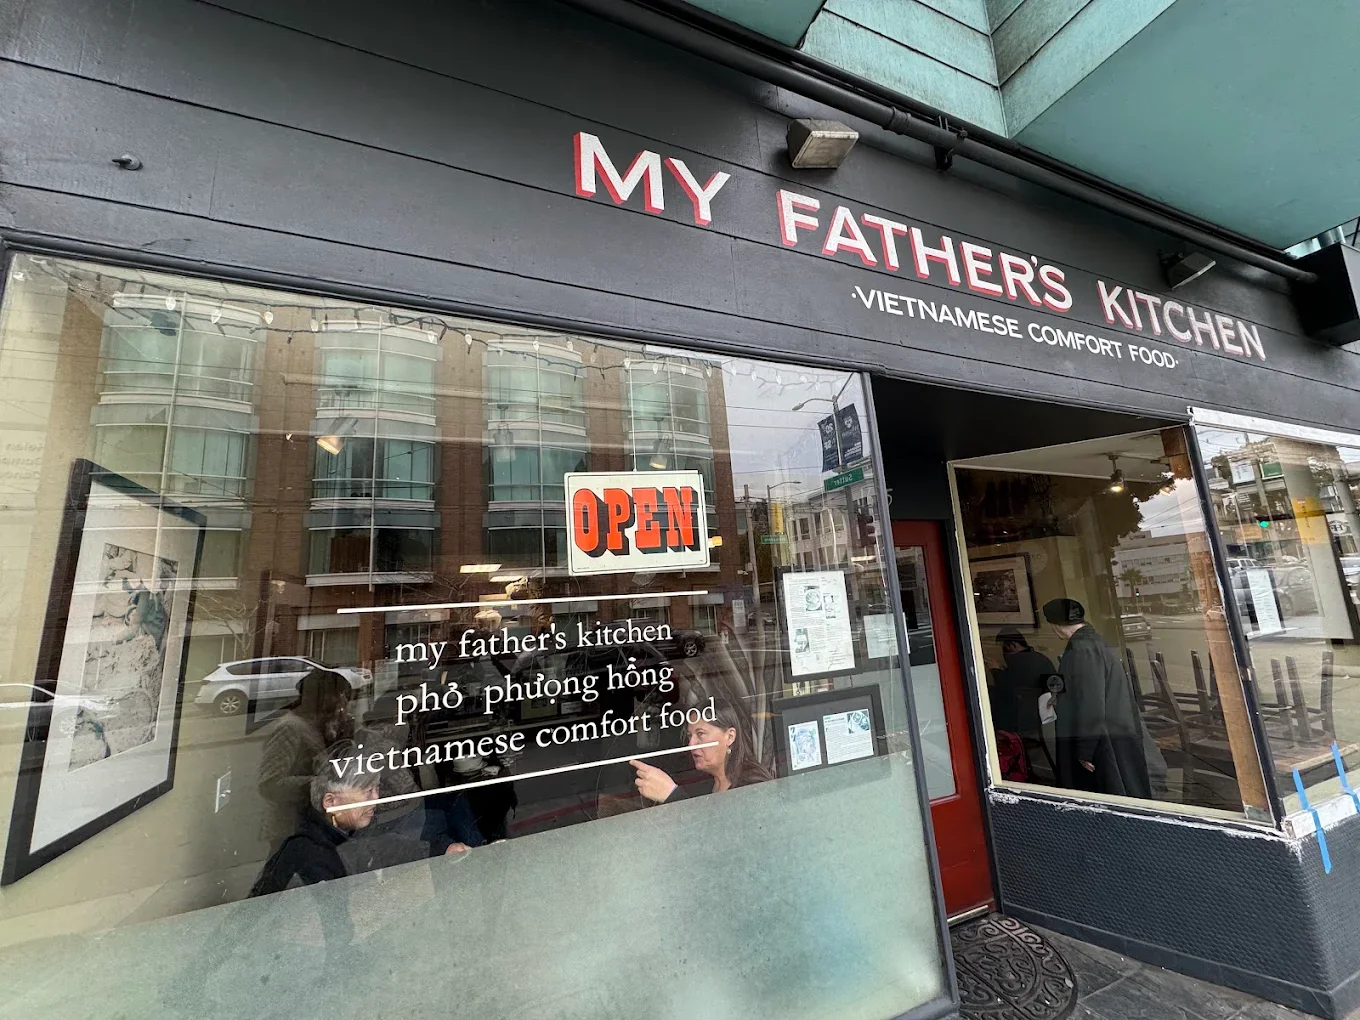 MY FATHER'S KITCHEN
·VIETNAMESE COMFORT FOOD·
OPEN
my father's kitchen
phở phượng hồng
vietnamese comfort food